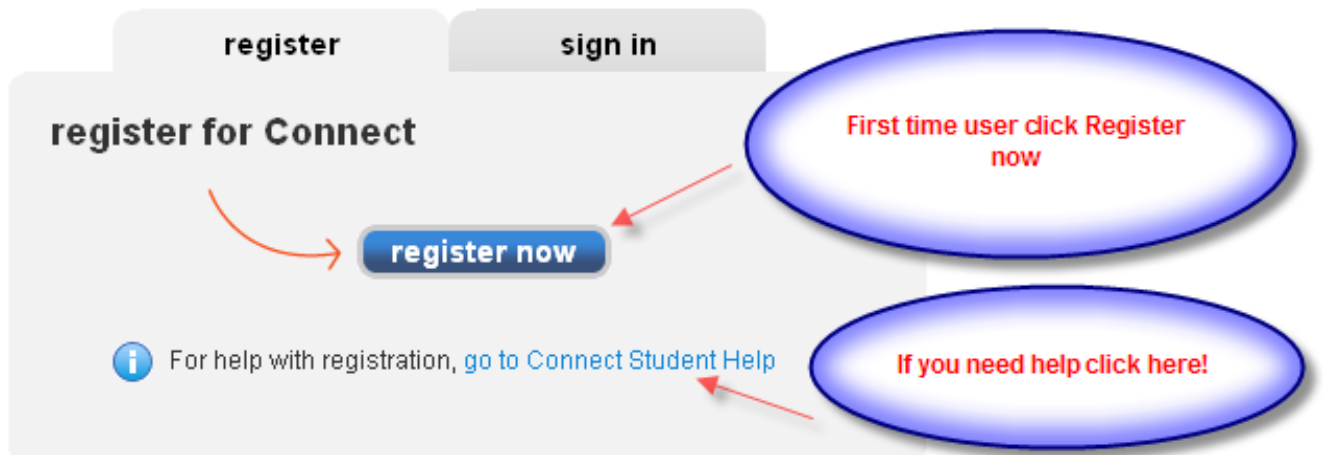 register
sign in
register for Connect
First time user click Register
now
register now
For help with registration, go to Connect Student Help
If you need help click here!